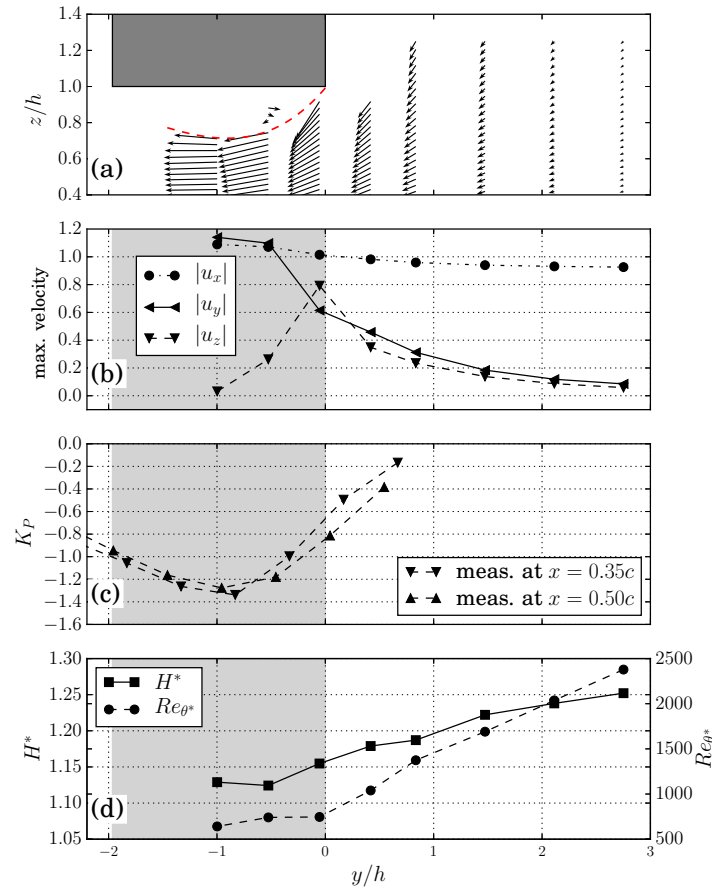 1.4
1.2
1.0
0.8
0.6
0.4
z/h
(a)
1.2
1.0
0.8
0.6
0.4
0.2
0.0
max. velocity
|u_x|
|u_y|
|u_z|
(b)
0.0
−0.2
−0.4
−0.6
−0.8
−1.0
−1.2
−1.4
−1.6
K_P
meas. at x = 0.35c
meas. at x = 0.50c
(c)
1.30
1.25
1.20
1.15
1.10
1.05
H*
H*
Re_θ*
(d)
2500
2000
1500
1000
500
Re_θ*
−2 −1 0 1 2 3
y/h